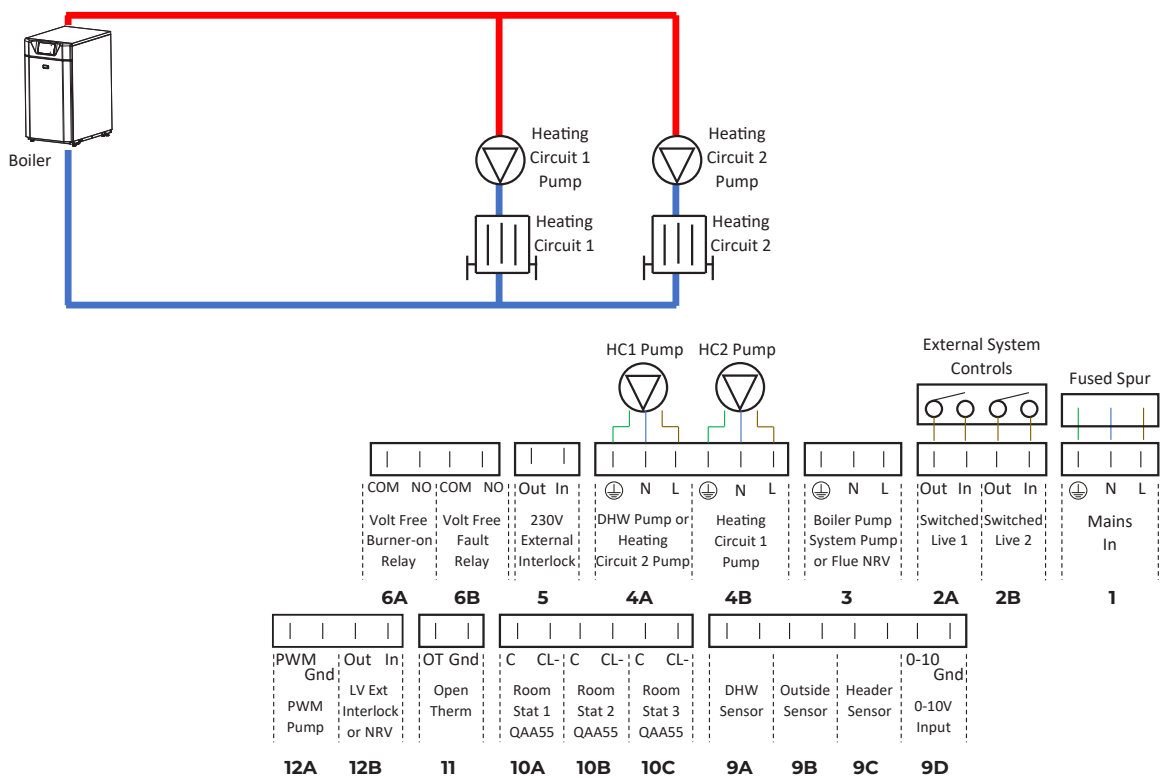 Boiler
Heating
Circuit 1
Pump
Heating
Circuit 2
Pump
Heating
Circuit 1
Heating
Circuit 2
HC1 Pump
HC2 Pump
External System
Controls
Fused Spur
COM NO COM NO
Out In
N L
N L
N L
Out In Out In
N L
Volt Free
Burner-on
Relay
Volt Free
Fault
Relay
230V
External
Interlock
DHW Pump or
Heating
Circuit 2 Pump
Heating
Circuit 1
Pump
Boiler Pump
System Pump
or Flue NRV
Switched
Live 1
Switched
Live 2
Mains
In
6A 6B 5 4A 4B 3 2A 2B 1
PWM
Gnd
Out In
OT Gnd
C CL- C CL- C CL-
0-10
Gnd
PWM
Pump
LV Ext
Interlock
or NRV
Open
Therm
Room
Stat 1
QAA55
Room
Stat 2
QAA55
Room
Stat 3
QAA55
DHW
Sensor
Outside
Sensor
Header
Sensor
0-10V
Input
12A 12B 11 10A 10B 10C 9A 9B 9C 9D